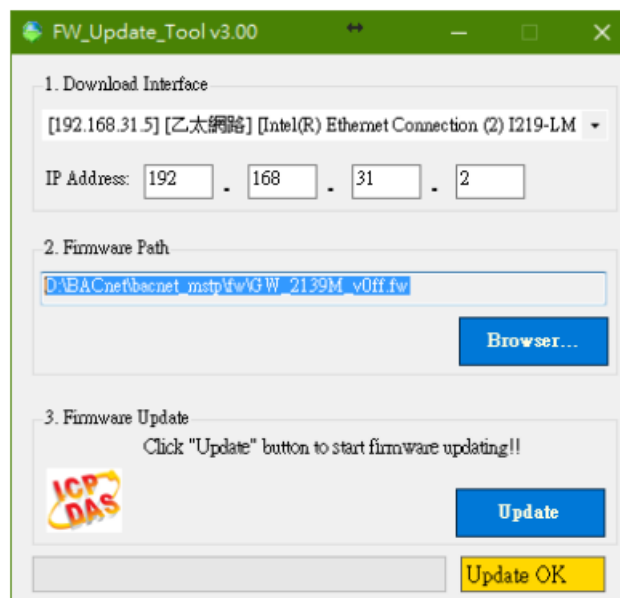 FW_Update_Tool v3.00
1. Download Interface
[192.168.31.5] [乙太網路] [Intel(R) Ethernet Connection (2) I219-LM
IP Address: 192 . 168 . 31 . 2
2. Firmware Path
D:\BACnet\bacnet_mstp\fw\GW_2139M_v0ff.fw
Browser...
3. Firmware Update
Click "Update" button to start firmware updating!!
ICP
DAS
Update
Update OK